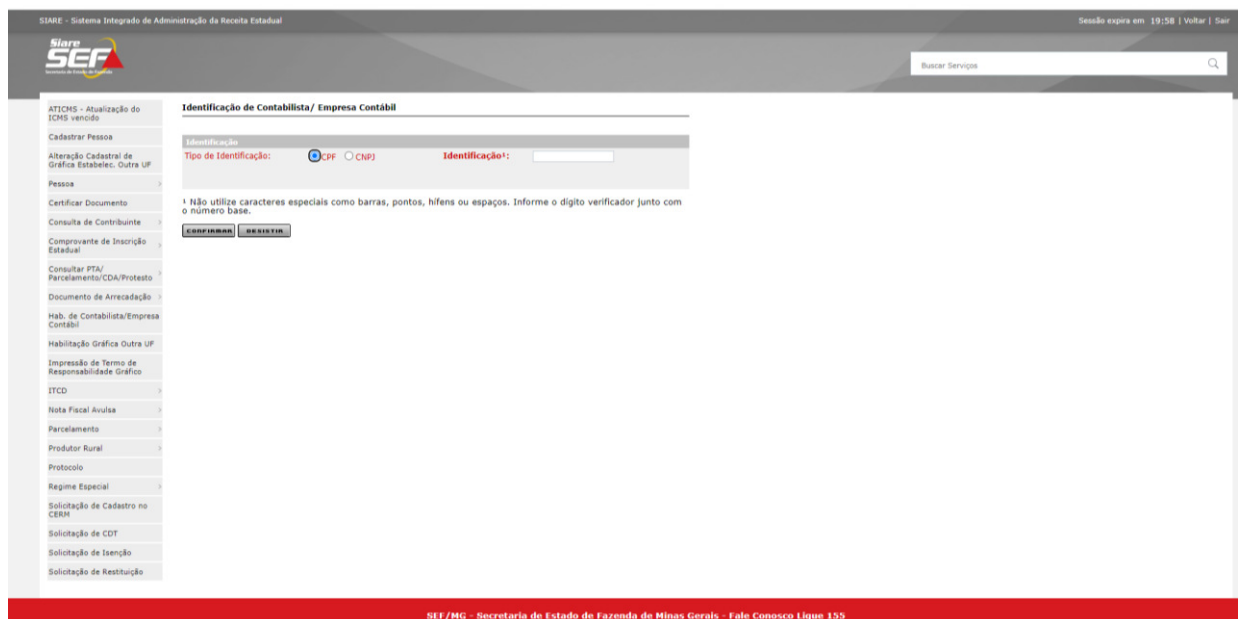 SIARE - Sistema Integrado de Administração da Receita Estadual
Sessão expira em 19:58 | Voltar | Sair
Siare
SEF
Secretaria de Estado de Fazenda
Buscar Serviços
ATICMS - Atualização do
ICMS vencido
Cadastrar Pessoa
Alteração Cadastral de
Gráfica Estabelec. Outra UF
Pessoa
Certificar Documento
Consulta de Contribuinte
Comprovante de Inscrição
Estadual
Consultar PTA/
Parcelamento/CDA/Protesto
Documento de Arrecadação
Hab. de Contabilista/Empresa
Contábil
Habilitação Gráfica Outra UF
Impressão de Termo de
Responsabilidade Gráfico
ITCD
Nota Fiscal Avulsa
Parcelamento
Produtor Rural
Protocolo
Regime Especial
Solicitação de Cadastro no
CERM
Solicitação de CDT
Solicitação de Isenção
Solicitação de Restituição
Identificação de Contabilista/ Empresa Contábil
Identificação
Tipo de Identificação: CPF CNPJ Identificação¹:
¹ Não utilize caracteres especiais como barras, pontos, hífens ou espaços. Informe o dígito verificador junto com
o número base.
CONFIRMAR DESISTIR
SEF/MG - Secretaria de Estado de Fazenda de Minas Gerais - Fale Conosco Ligue 155